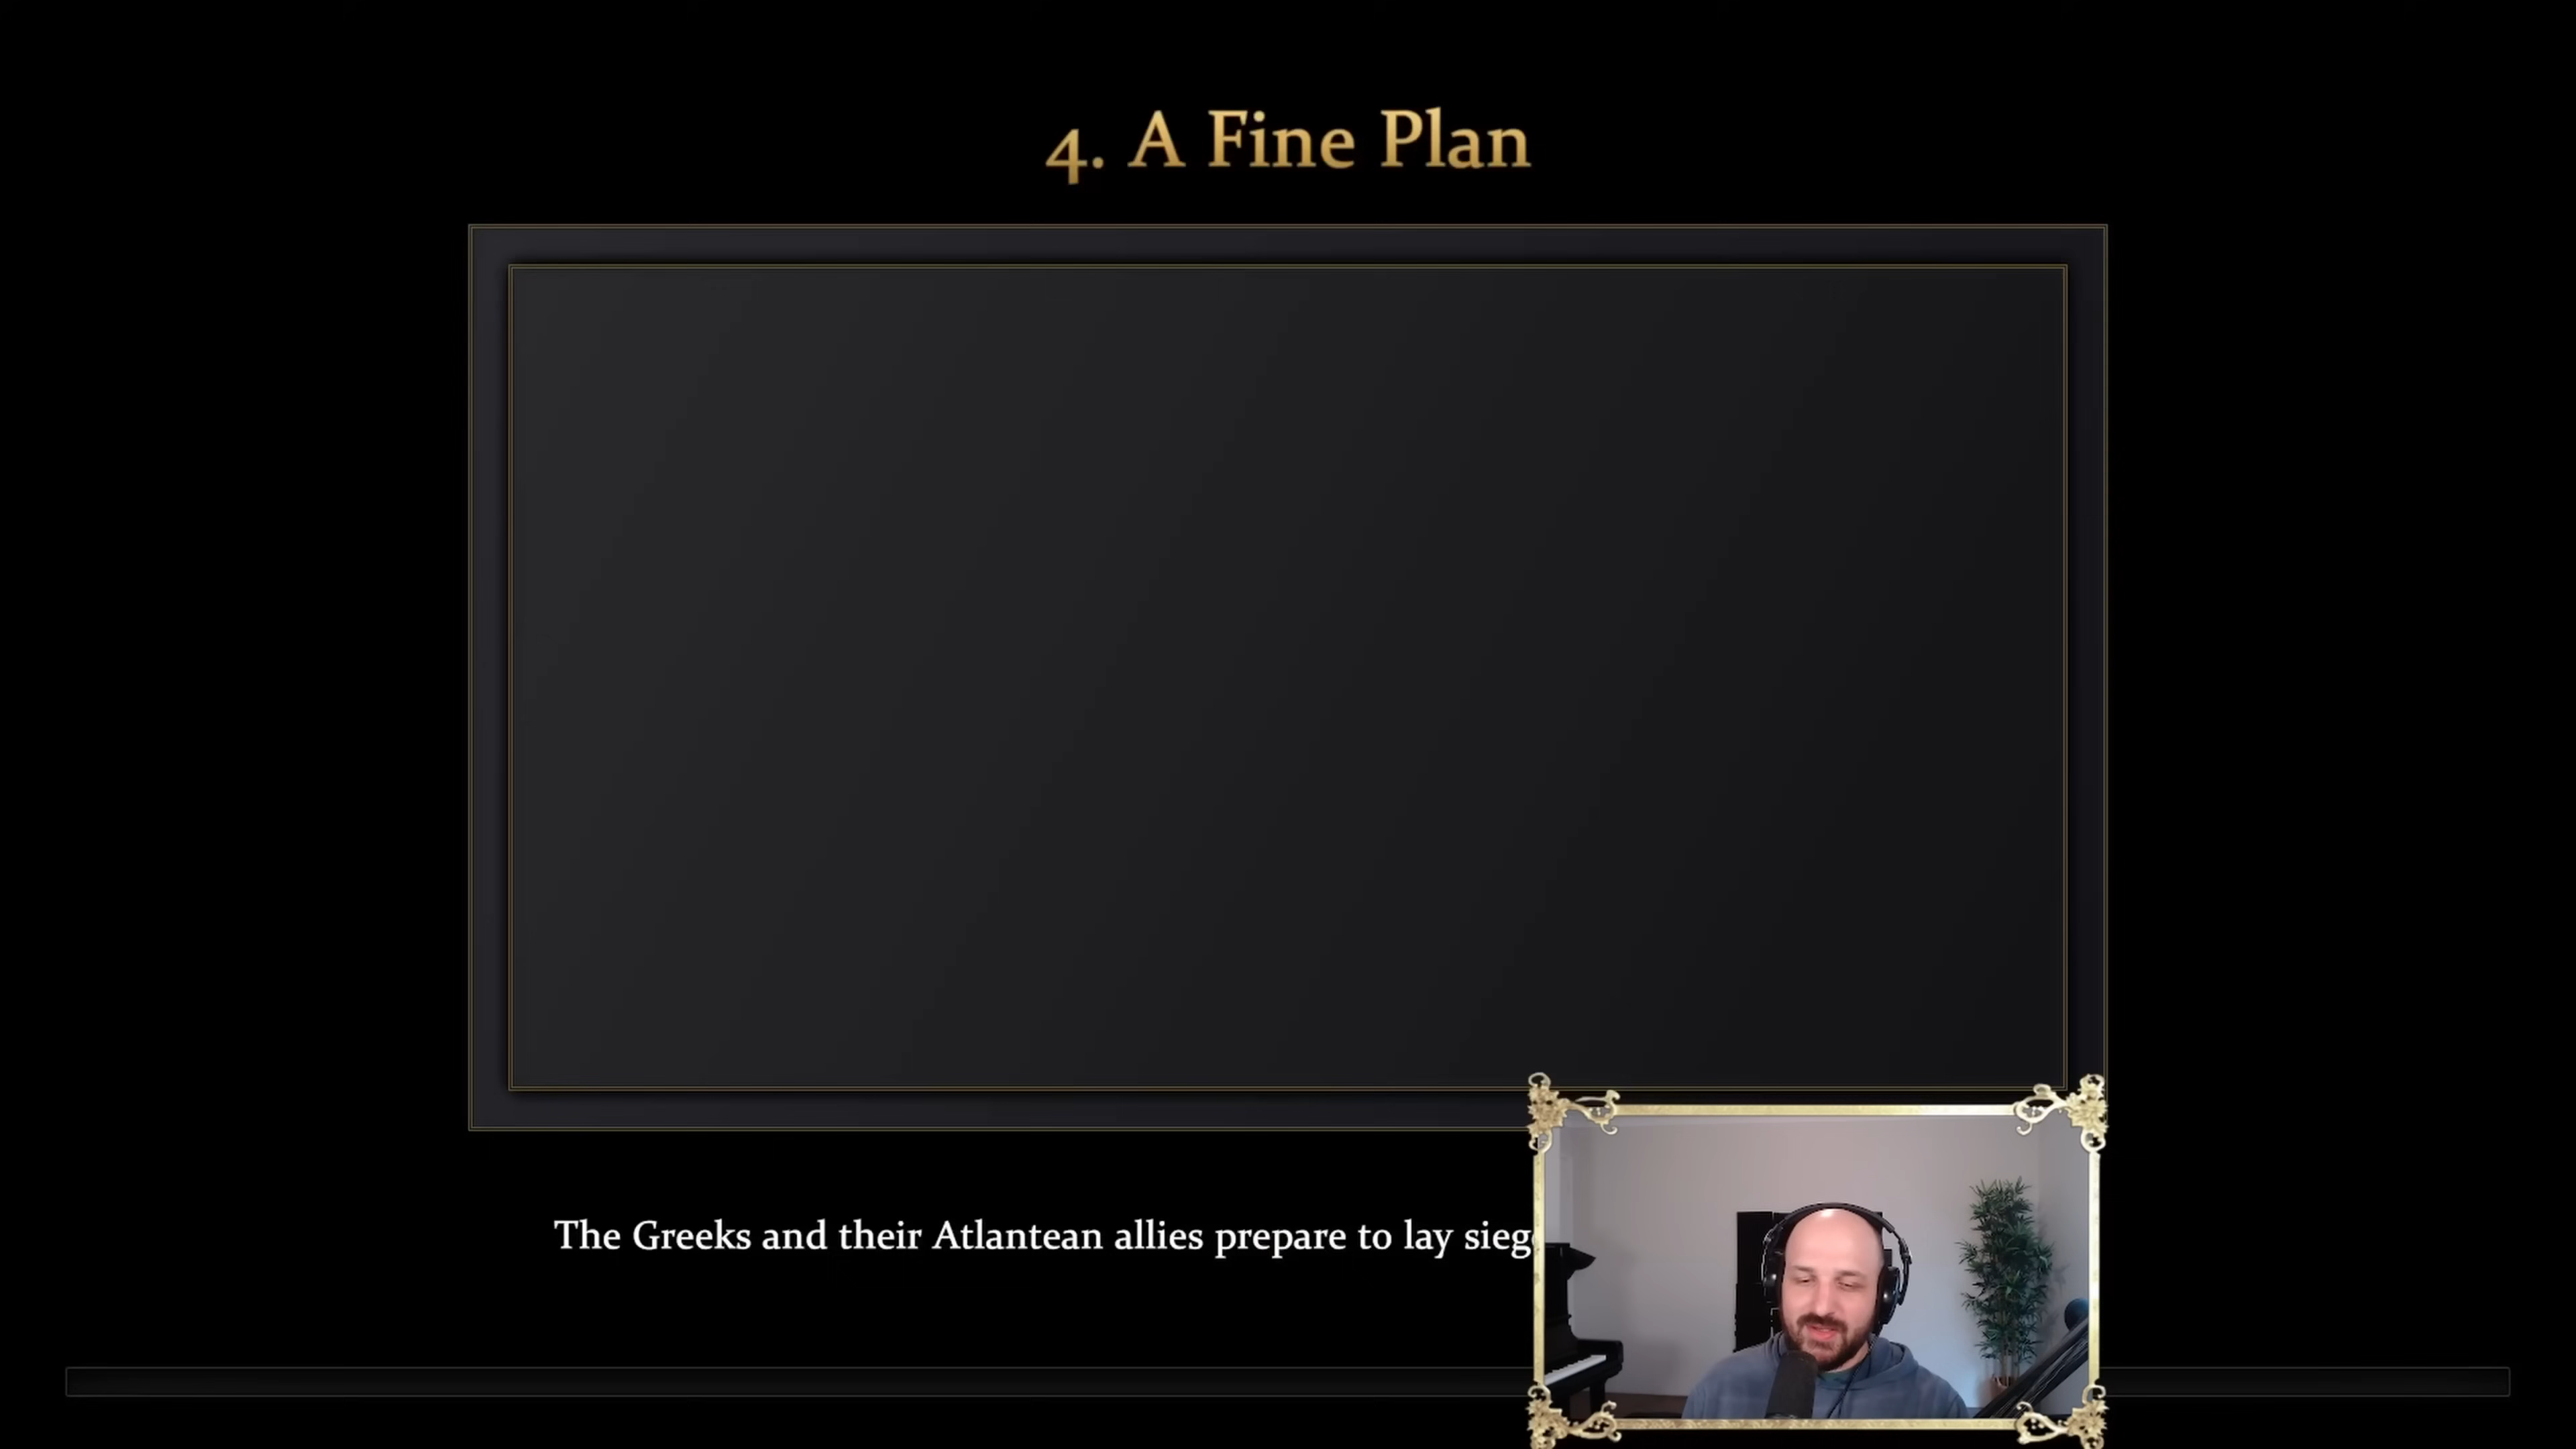 4. A Fine Plan
The Greeks and their Atlantean allies prepare to lay